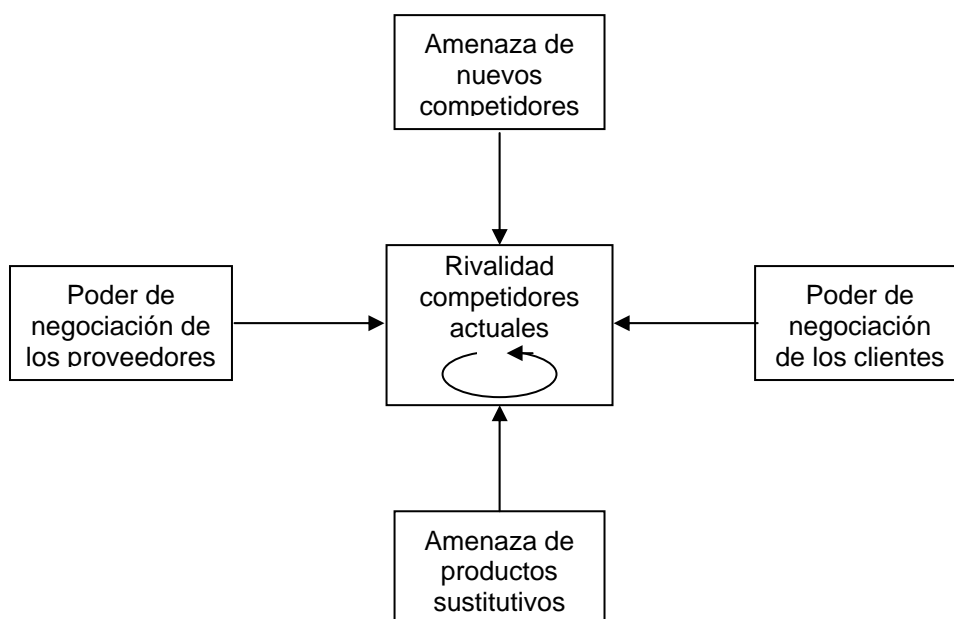 Amenaza de
nuevos
competidores
Rivalidad
competidores
actuales
Poder de
negociación de
los proveedores
Poder de
negociación
de los clientes
Amenaza de
productos
sustitutivos